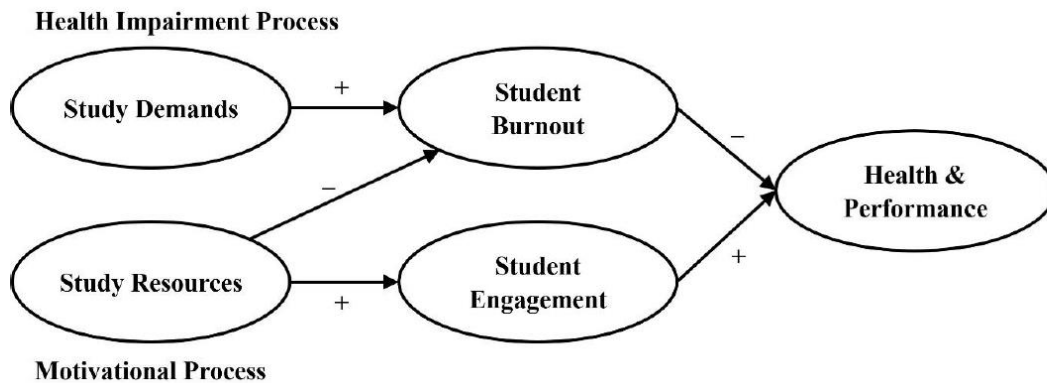 Health Impairment Process
Study Demands
+
Student
Burnout
−
Health &
Performance
−
Study Resources
+
Student
Engagement
+
Motivational Process